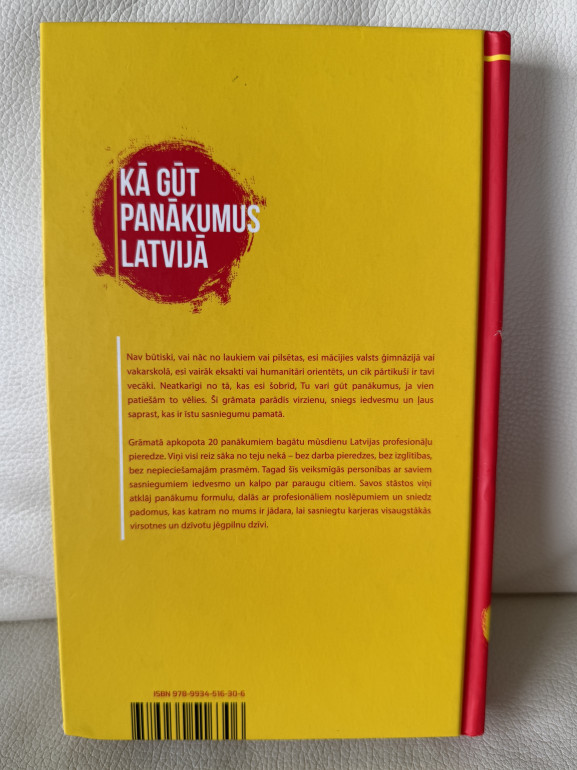 KĀ GŪT
PANĀKUMUS
LATVIJĀ
Nav būtiski, vai nāc no laukiem vai pilsētas, esi mācījies valsts ģimnāzijā vai
vakarskolā, esi vairāk eksakti vai humanitāri orientēts, un cik pārtikuši ir tavi
vecāki. Neatkarīgi no tā, kas esi šobrīd, Tu vari gūt panākumus, ja vien
patiešām to vēlies. Šī grāmata parādīs virzienu, sniegs iedvesmu un ļaus
saprast, kas ir īstu sasniegumu pamatā.
Grāmatā apkopota 20 panākumiem bagātu mūsdienu Latvijas profesionāļu
pieredze. Viņi visi reiz sāka no teju nekā – bez darba pieredzes, bez izglītības,
bez nepieciešamajām prasmēm. Tagad šīs veiksmīgās personības ar saviem
sasniegumiem iedvesmo un kalpo par paraugu citiem. Savos stāstos viņi
atklāj panākumu formulu, dalās ar profesionāliem noslēpumiem un sniedz
padomus, kas katram no mums ir jādara, lai sasniegtu karjeras visaugstākās
virsotnes un dzīvotu jēgpilnu dzīvi.
ISBN 978-9934-516-30-6